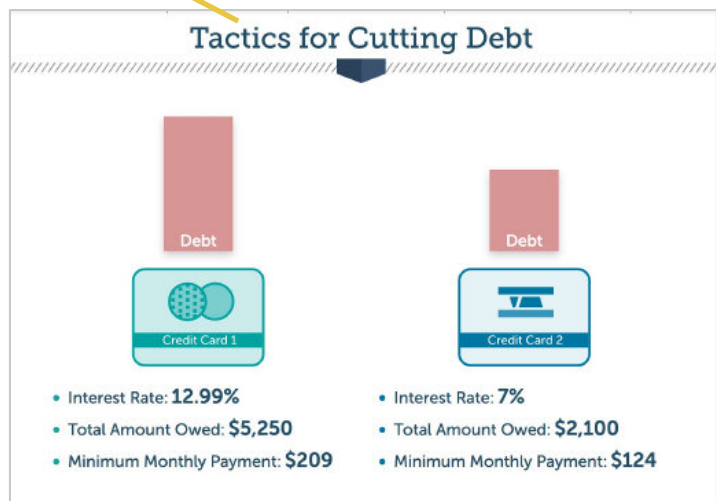 Tactics for Cutting Debt
Debt
Debt
Credit Card 1
Credit Card 2
• Interest Rate: 12.99%
• Total Amount Owed: $5,250
• Minimum Monthly Payment: $209
• Interest Rate: 7%
• Total Amount Owed: $2,100
• Minimum Monthly Payment: $124